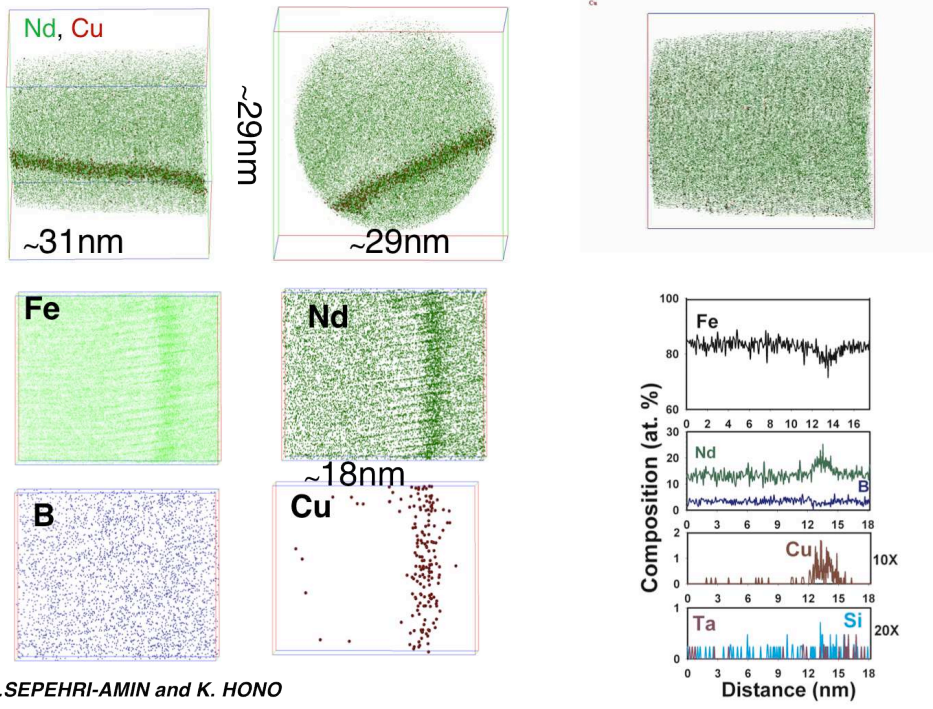 Nd, Cu
~29nm
~31nm
~29nm
Cu
Fe
Nd
~18nm
B
Cu
.SEPEHRI-AMIN and K. HONO
Composition (at. %)
100
80
60
Fe
0 2 4 6 8 10 12 14 16
30
20
10
0
Nd
B
0 3 6 9 12 15 18
2
1
0
Cu
10X
0 3 6 9 12 15 18
1
0
Ta
Si
20X
0 3 6 9 12 15 18
Distance (nm)